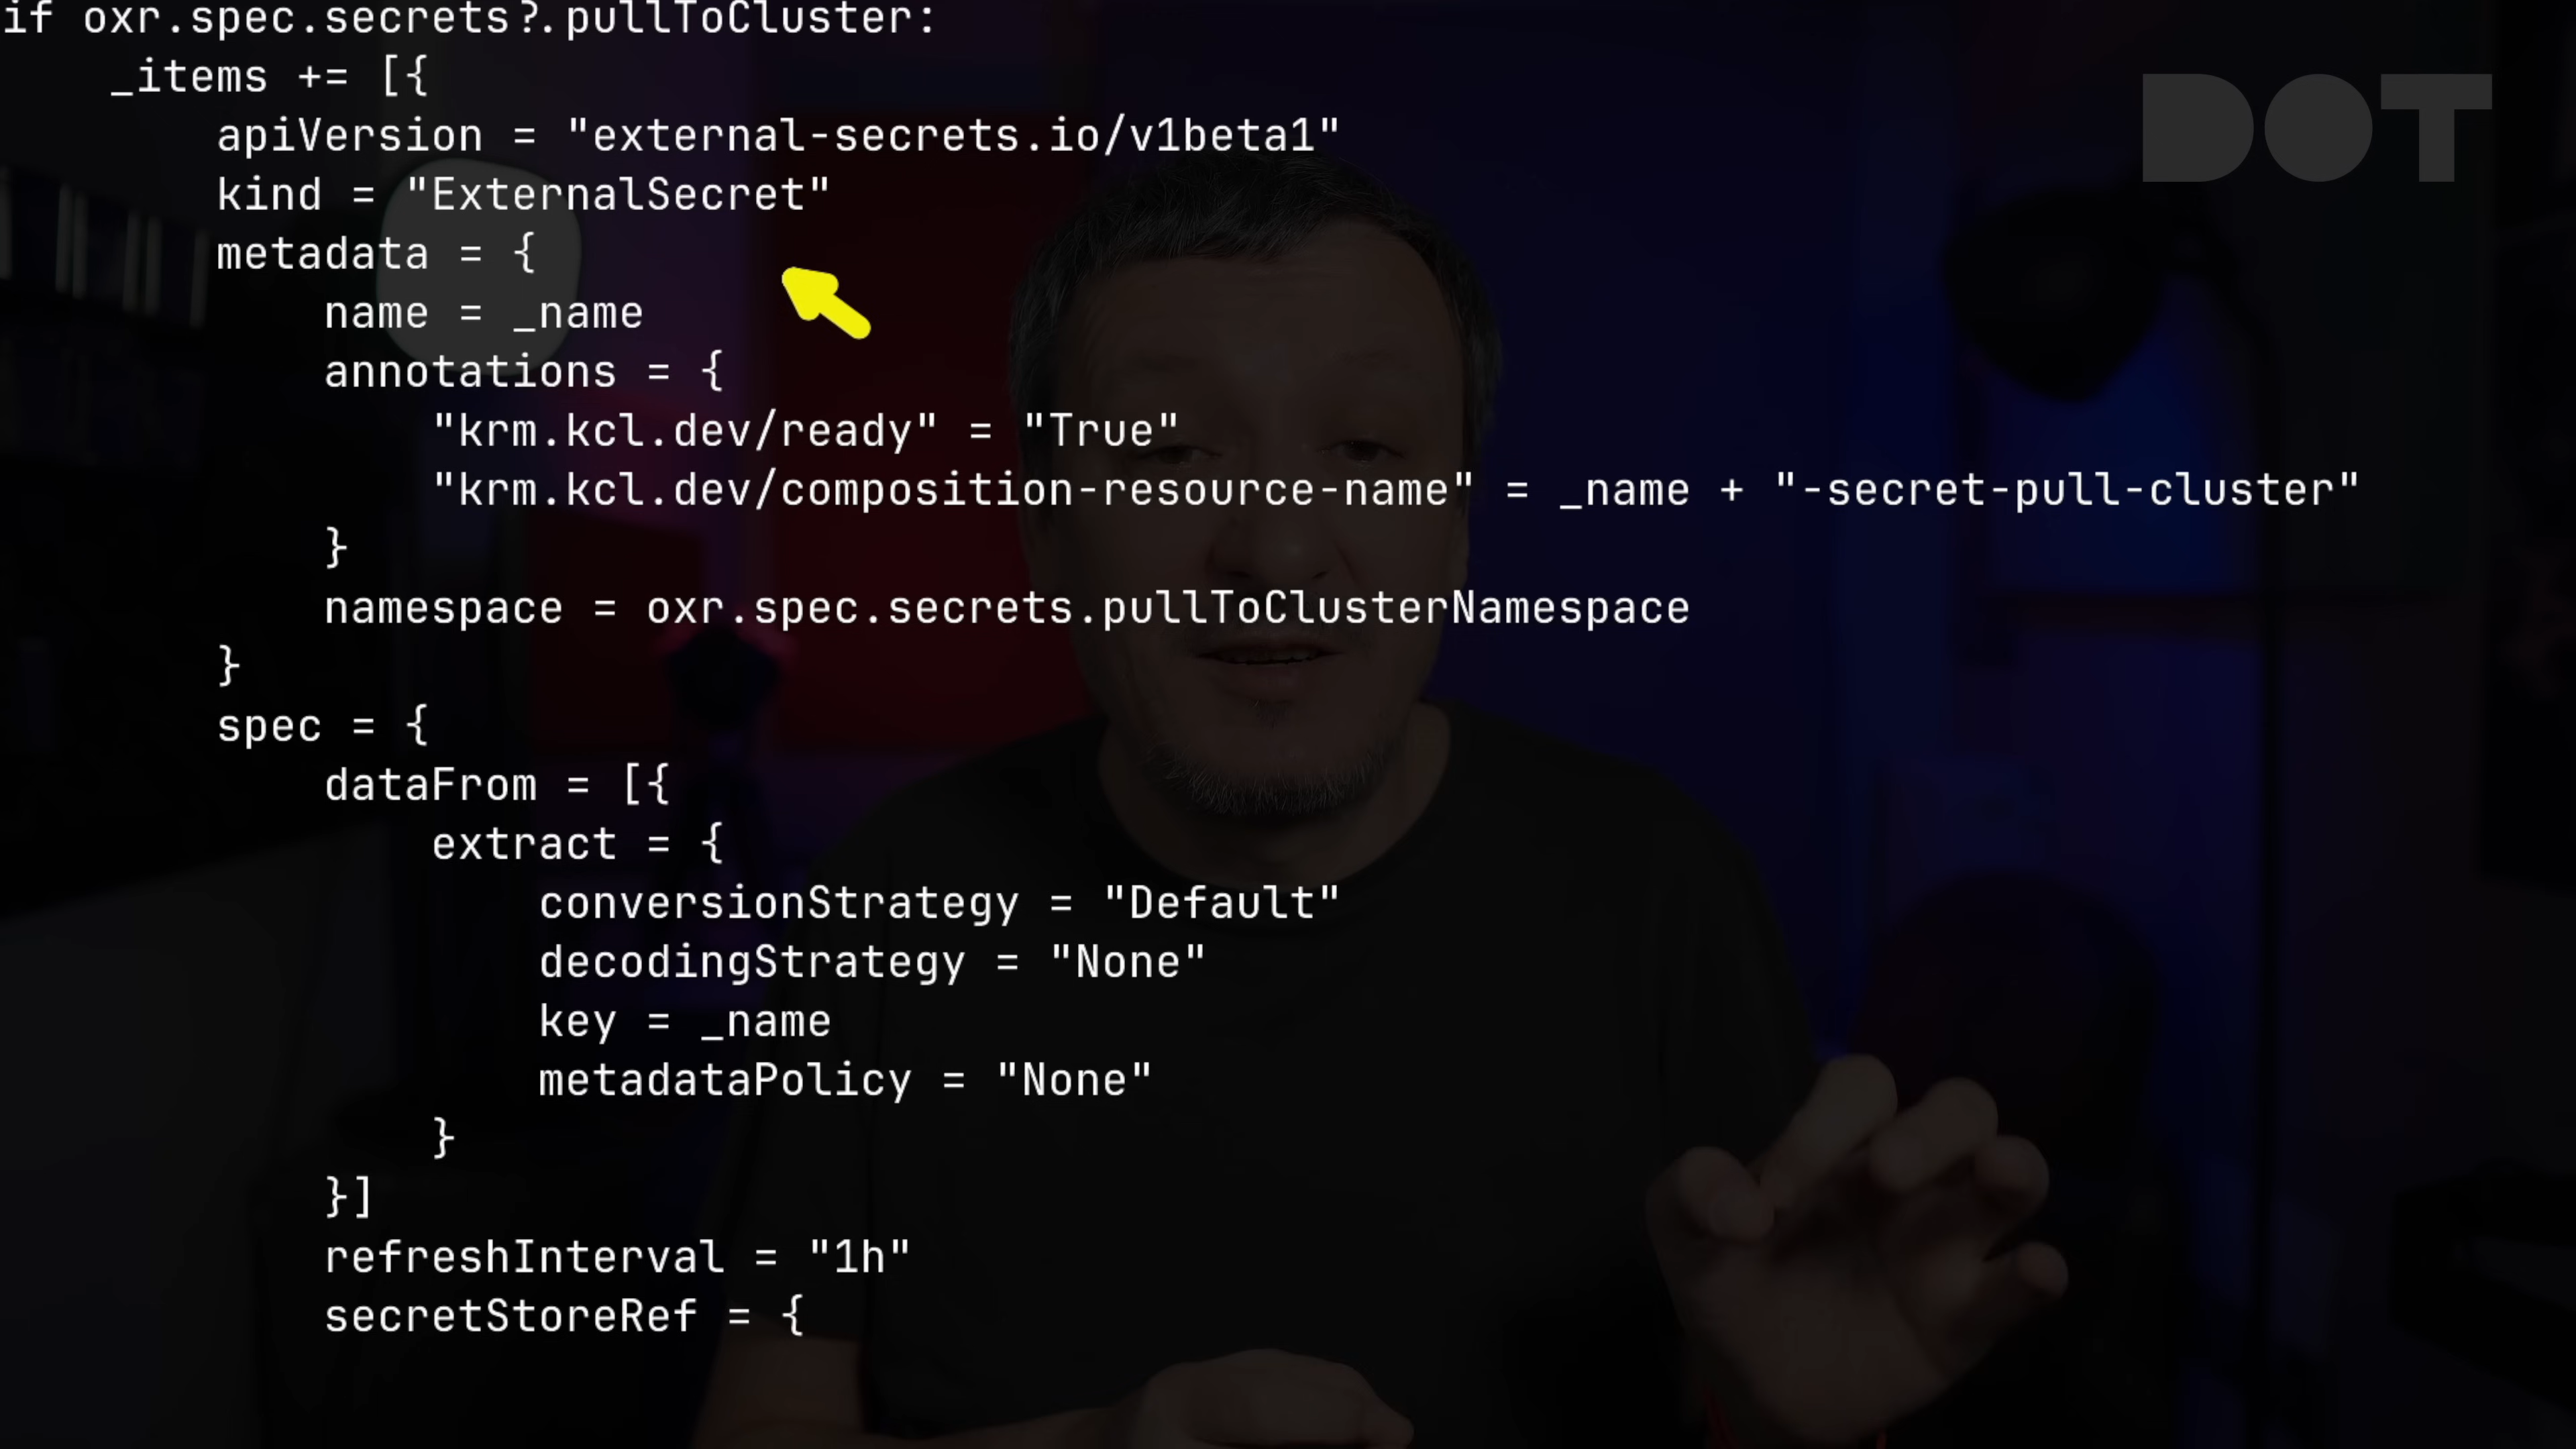 if oxr.spec.secrets?.pullToCluster:
    _items += [{
        apiVersion = "external-secrets.io/v1beta1"
        kind = "ExternalSecret"
        metadata = {
            name = _name
            annotations = {
                "krm.kcl.dev/ready" = "True"
                "krm.kcl.dev/composition-resource-name" = _name + "-secret-pull-cluster"
            }
            namespace = oxr.spec.secrets.pullToClusterNamespace
        }
        spec = {
            dataFrom = [{
                extract = {
                    conversionStrategy = "Default"
                    decodingStrategy = "None"
                    key = _name
                    metadataPolicy = "None"
                }
            }]
            refreshInterval = "1h"
            secretStoreRef = {
DOT